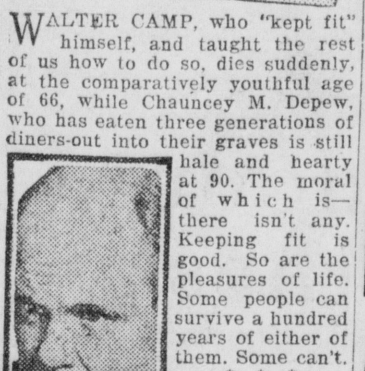 WALTER CAMP, who "kept fit"
himself, and taught the rest
of us how to do so, dies suddenly,
at the comparatively youthful age
of 66, while Chauncey M. Depew,
who has eaten three generations of
diners-out into their graves is still
hale and hearty
at 90. The moral
of which is—
there isn't any.
Keeping fit is
good. So are the
pleasures of life.
Some people can
survive a hundred
years of either of
them. Some can't.